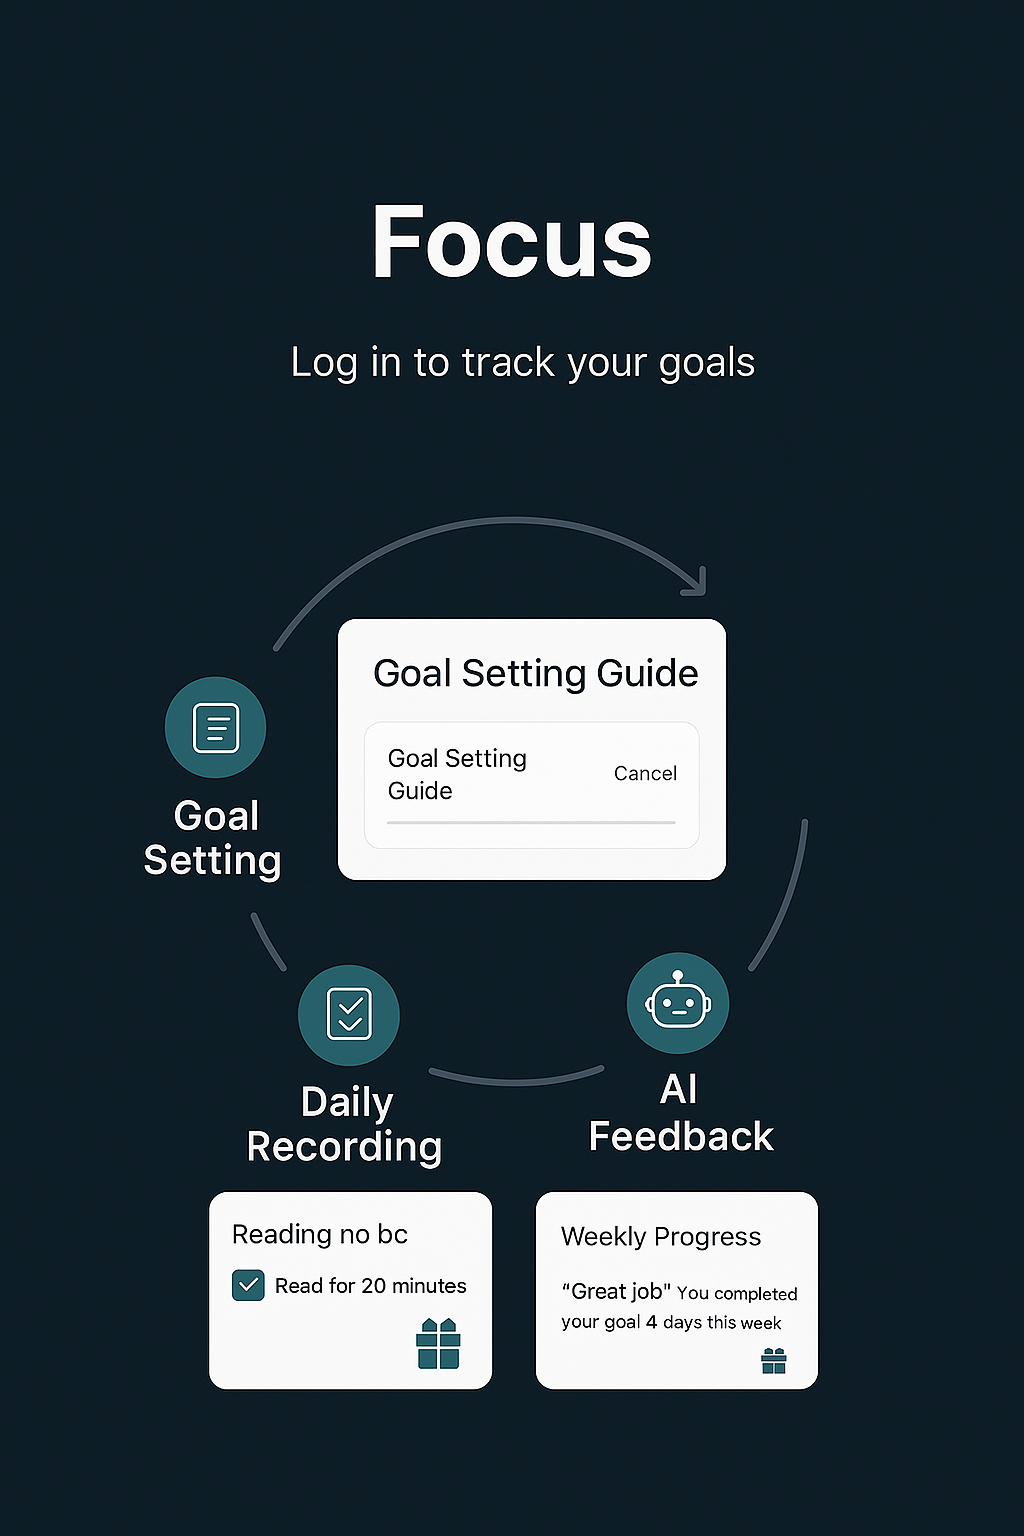 Focus
Log in to track your goals
Goal Setting Guide
Goal Setting
Guide
Cancel
Goal
Setting
Daily
Recording
AI
Feedback
Reading no bc
Read for 20 minutes
Weekly Progress
“Great job" You completed
your goal 4 days this week